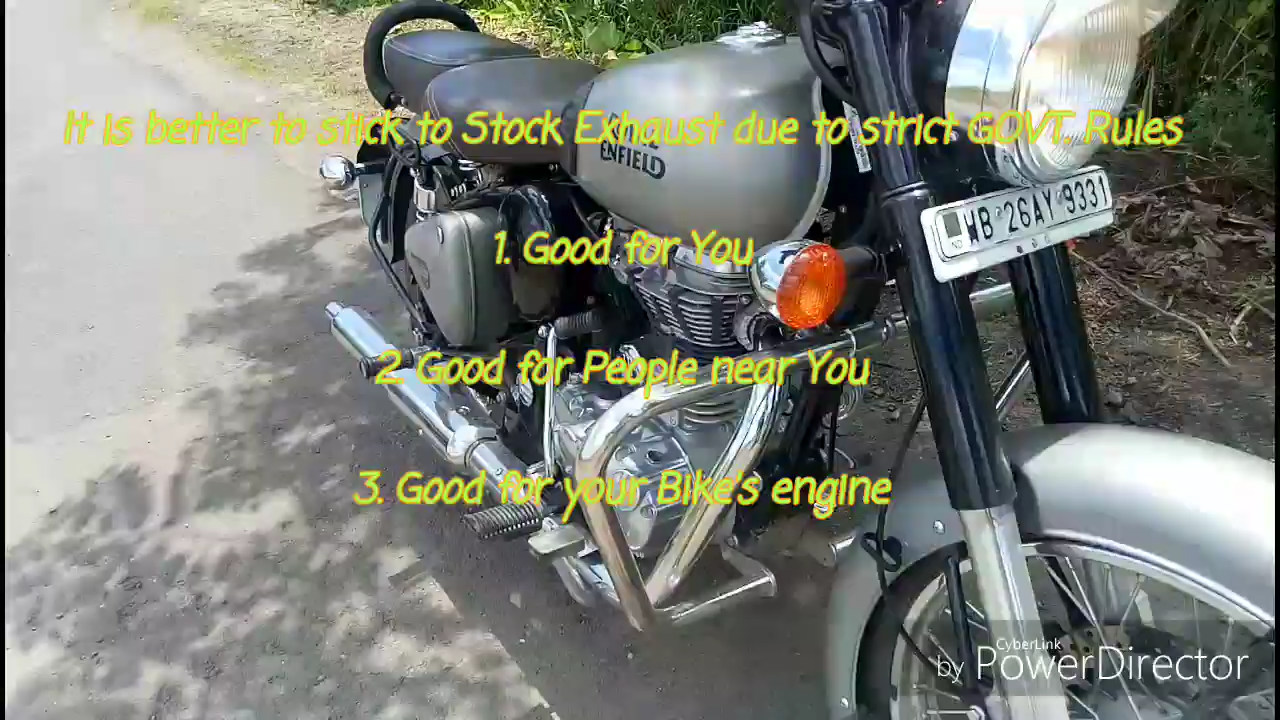 It is better to stick to Stock Exhaust due to strict GOVT. Rules
ENFIELD
WB 26AY 9331
1. Good for You
2. Good for People near You
3. Good for your Bike's engine
CyberLink
by PowerDirector